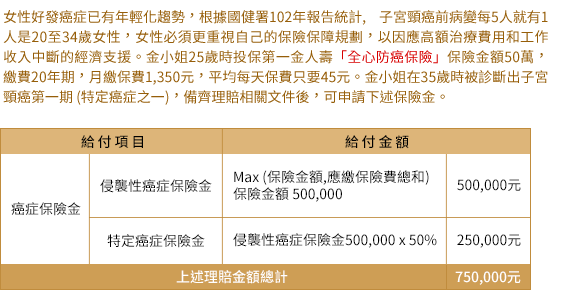 女性好發癌症已有年輕化趨勢，根據國健署102年報告統計， 子宮頸癌前病變每5人就有1
人是20至34歲女性，女性必須更重視自己的保險保障規劃，以因應高額治療費用和工作
收入中斷的經濟支援。金小姐25歲時投保第一金人壽「全心防癌保險」保險金額50萬，
繳費20年期，月繳保費1,350元，平均每天保費只要45元。金小姐在35歲時被診斷出子宮
頸癌第一期 (特定癌症之一)，備齊理賠相關文件後，可申請下述保險金。
給付項目 給付金額
癌症保險金
侵襲性癌症保險金
Max (保險金額,應繳保險費總和)
保險金額 500,000
500,000元
特定癌症保險金 侵襲性癌症保險金500,000 x 50% 250,000元
上述理賠金額總計 750,000元